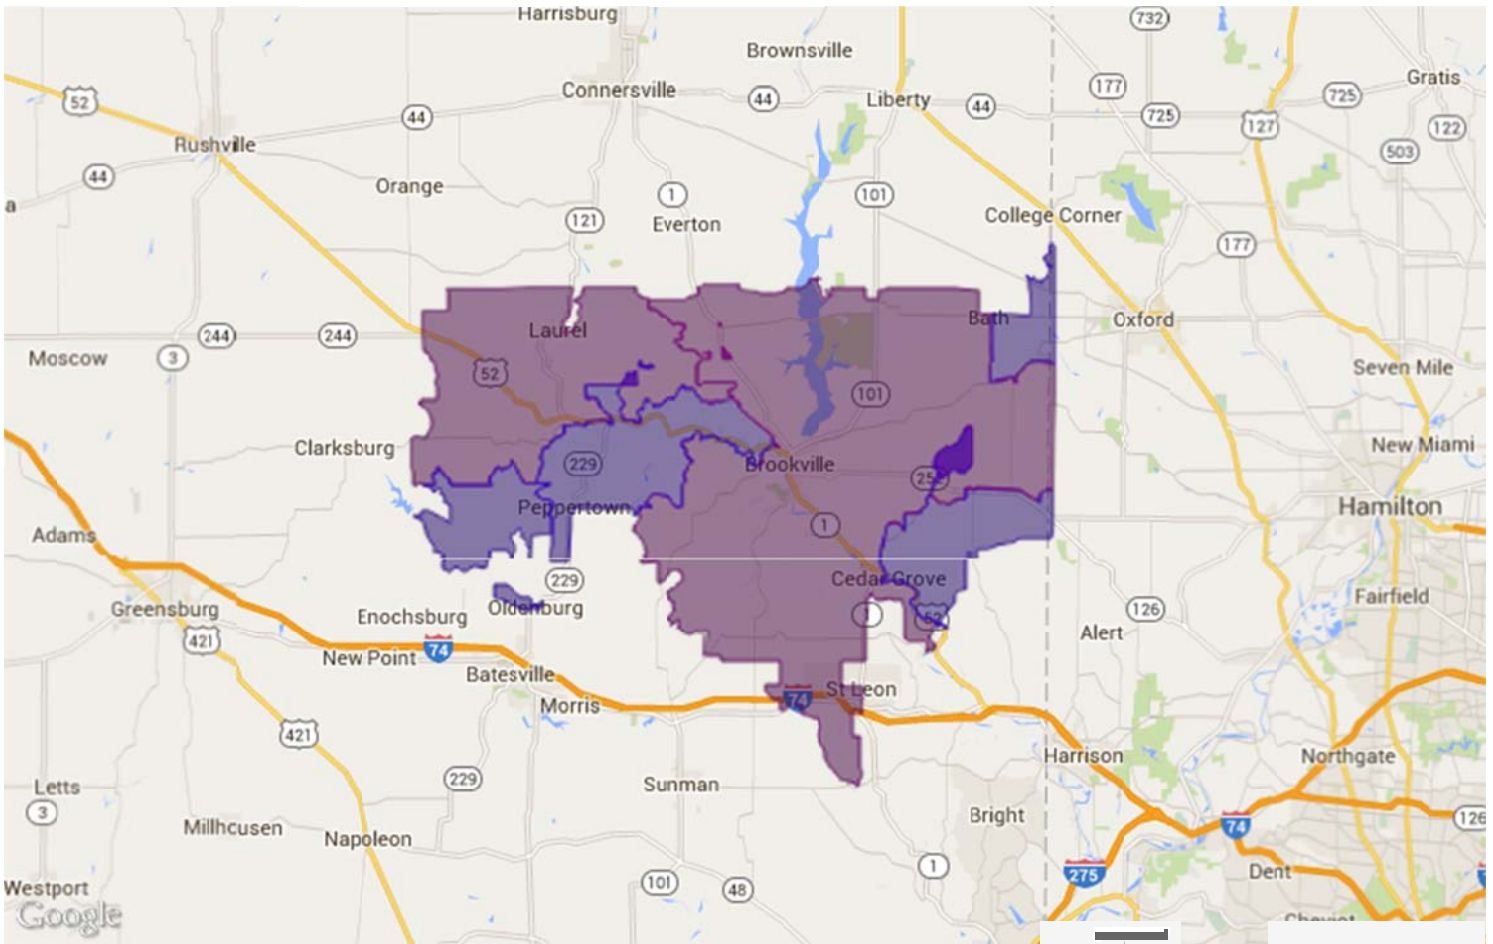 Harrisburg
732
Brownsville
Gratis
177
Connersville
725
52
44
Liberty
44
44
725
127
122
Rushville
503
44
Orange
1
101
a
College Corner
121
Everton
177
Bath
Oxford
Laurel
244
244
Moscow
3
Seven Mile
52
101
New Miami
Clarksburg
229
Brookville
Peppertown
Hamilton
1
Adams
Cedar Grove
229
Fairfield
Greensburg
Oldenburg
126
Enochsburg
1
52
421
Alert
74
New Point
Batesville
St Leon
74
Morris
421
Harrison
Northgate
229
Sunman
Letts
3
Bright
126
Millhcusen
74
Napoleon
1
Dent
275
101
48
Westport
Google